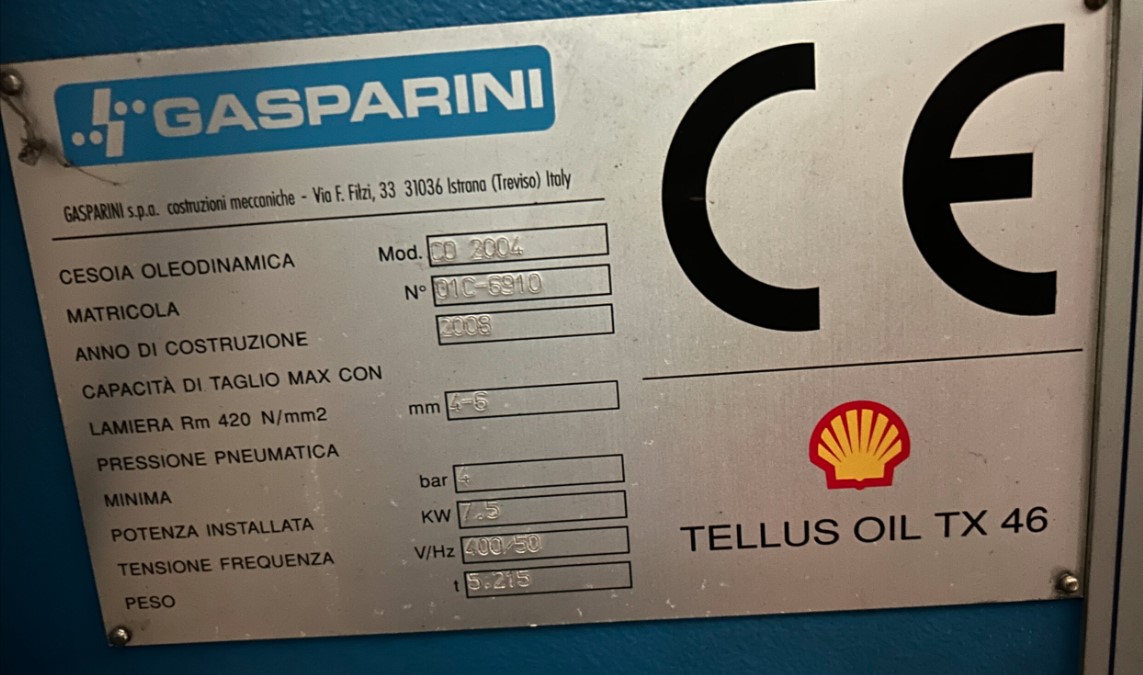 GASPARINI
GASPARINI s.p.a. costruzioni meccaniche - Via F. Filzi, 33 31036 Istrana (Treviso) Italy
CESOIA OLEODINAMICA Mod. CO 2004
MATRICOLA N° 01C-6910
ANNO DI COSTRUZIONE 2008
CAPACITÀ DI TAGLIO MAX CON
LAMIERA Rm 420 N/mm2 mm 4-6
PRESSIONE PNEUMATICA
MINIMA bar 4
POTENZA INSTALLATA KW 7.5
TENSIONE FREQUENZA V/Hz 400/50
PESO t 5.215
CE
TELLUS OIL TX 46